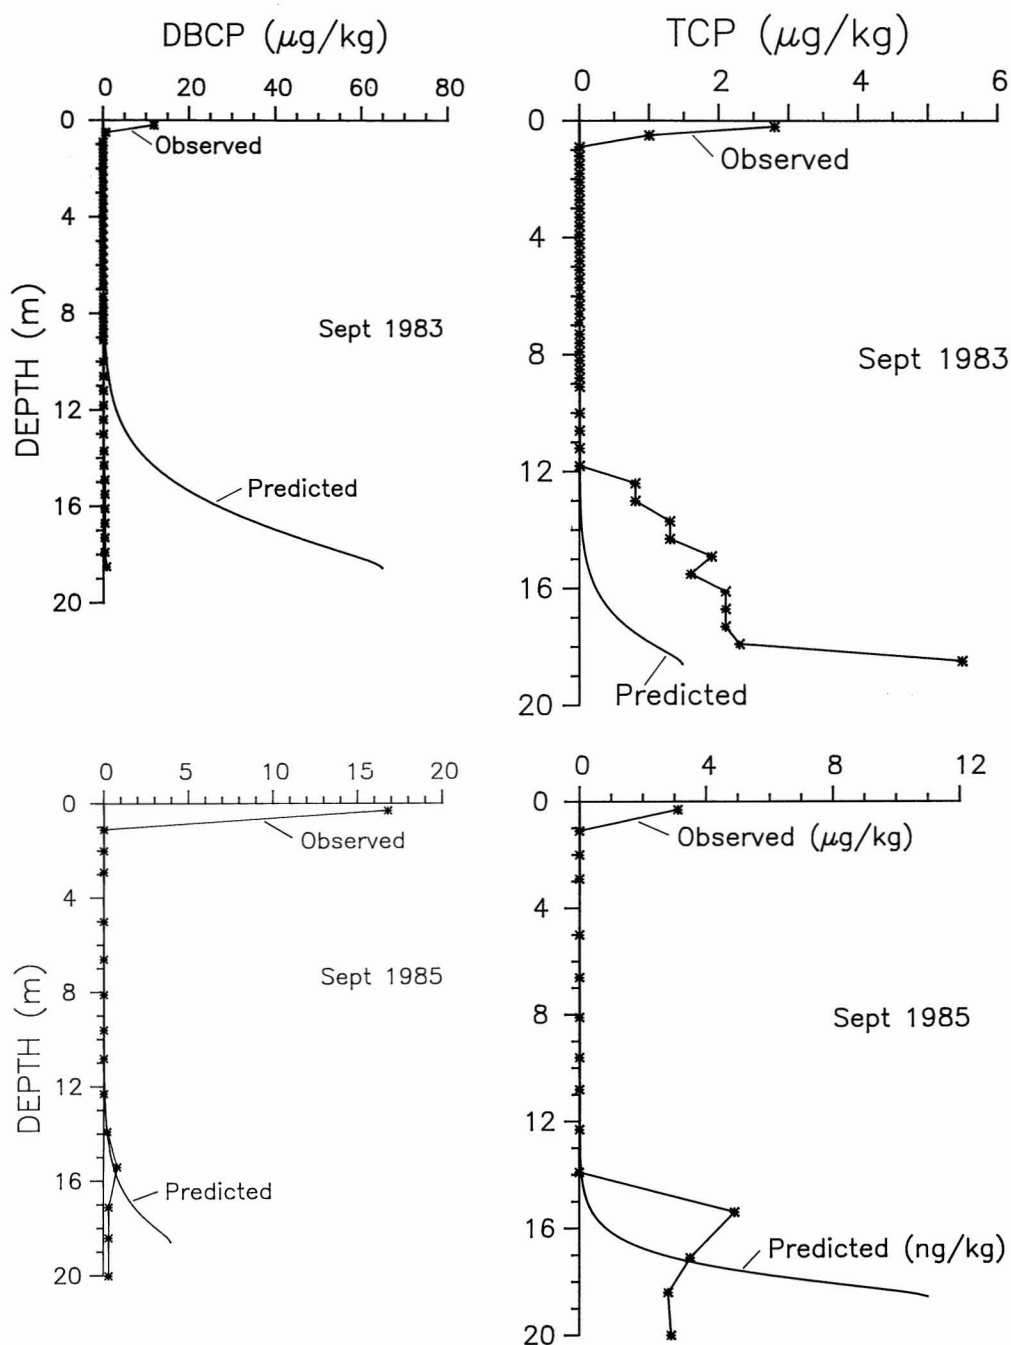 DBCP (μg/kg)
0 20 40 60 80
0
4
8
12
16
20
DEPTH (m)
Observed
Sept 1983
Predicted
TCP (μg/kg)
0 2 4 6
0
4
8
12
16
20
Observed
Sept 1983
Predicted
0 5 10 15 20
0
4
8
12
16
20
DEPTH (m)
Observed
Sept 1985
Predicted
0 4 8 12
0
4
8
12
16
20
Observed (μg/kg)
Sept 1985
Predicted (ng/kg)